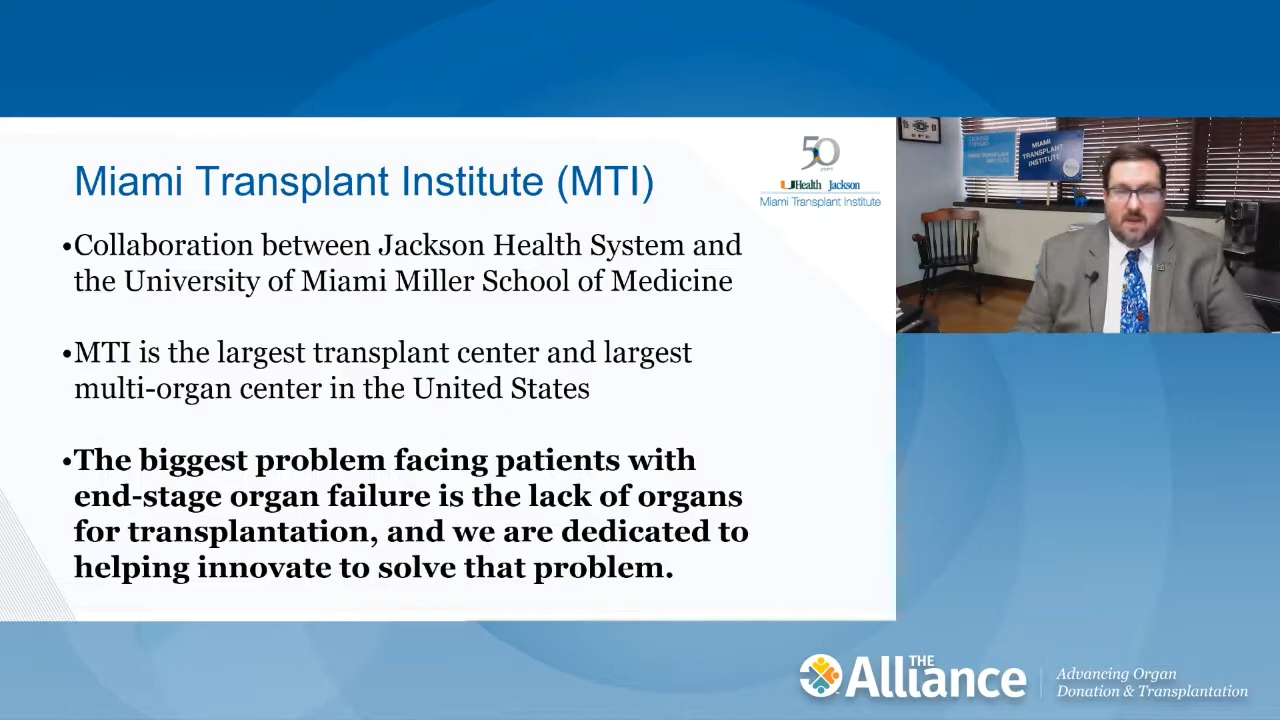 Miami Transplant Institute (MTI)
50
years
UHealth Jackson
Miami Transplant Institute
•Collaboration between Jackson Health System and
the University of Miami Miller School of Medicine
•MTI is the largest transplant center and largest
multi-organ center in the United States
•The biggest problem facing patients with
end-stage organ failure is the lack of organs
for transplantation, and we are dedicated to
helping innovate to solve that problem.
MIAMI
TRANSPLANT
INSTITUTE
THE
Alliance
Advancing Organ
Donation & Transplantation